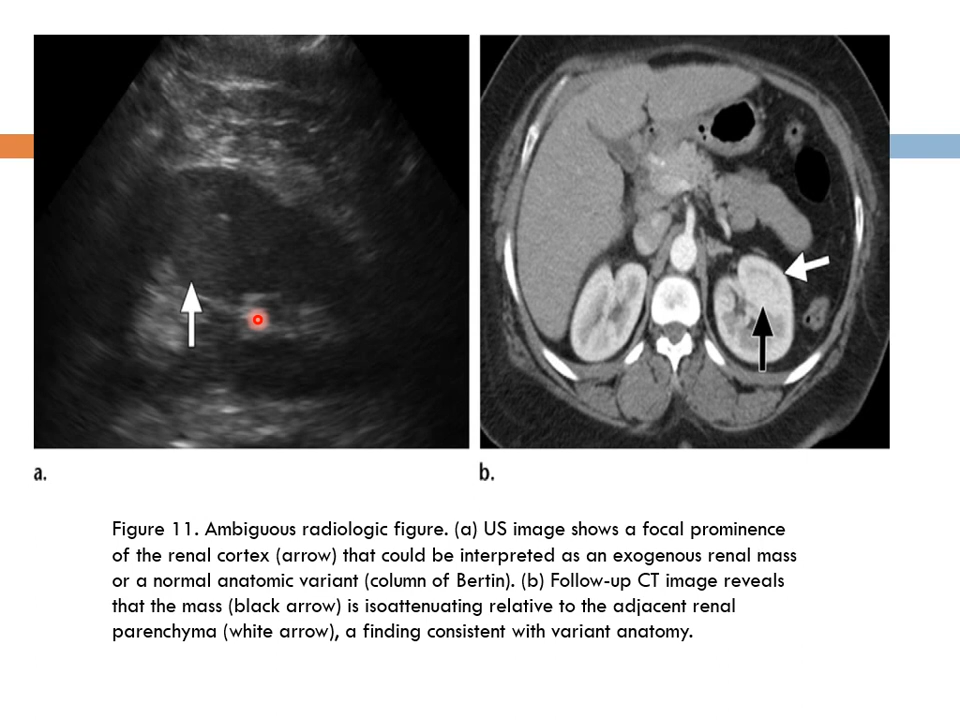 a.
b.
Figure 11. Ambiguous radiologic figure. (a) US image shows a focal prominence
of the renal cortex (arrow) that could be interpreted as an exogenous renal mass
or a normal anatomic variant (column of Bertin). (b) Follow-up CT image reveals
that the mass (black arrow) is isoattenuating relative to the adjacent renal
parenchyma (white arrow), a finding consistent with variant anatomy.